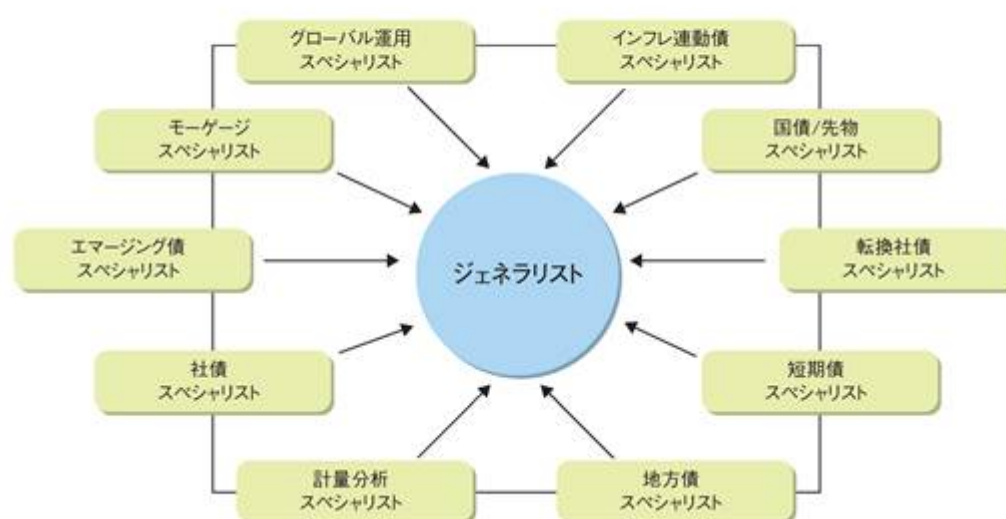 グローバル運用
スペシャリスト
インフレ連動債
スペシャリスト
モーゲージ
スペシャリスト
国債/先物
スペシャリスト
エマージング債
スペシャリスト
ジェネラリスト
転換社債
スペシャリスト
社債
スペシャリスト
短期債
スペシャリスト
計量分析
スペシャリスト
地方債
スペシャリスト